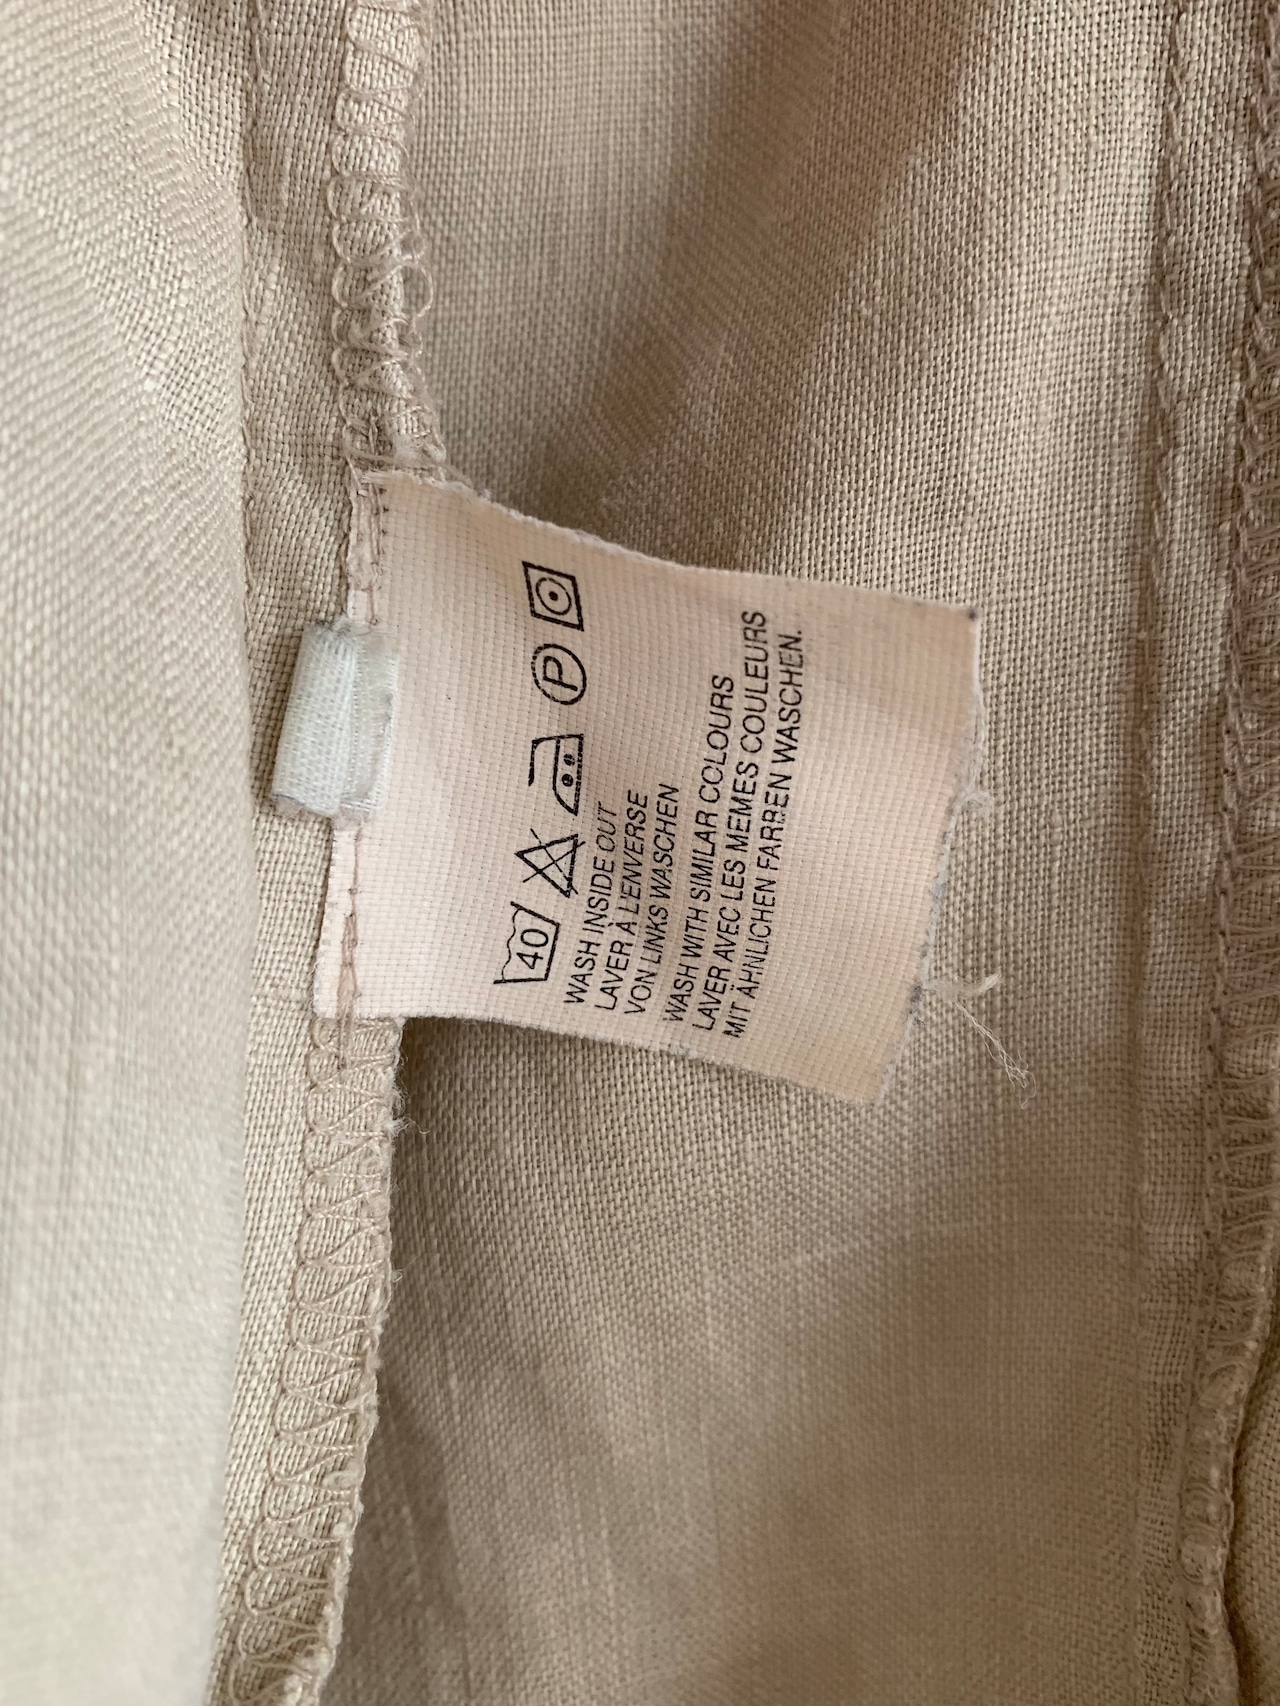 40 P
WASH INSIDE OUT
LAVER À L'ENVERSE
VON LINKS WASCHEN
WASH WITH SIMILAR COLOURS
LAVER AVEC LES MEMES COULEURS
MIT ÄHNLICHEN FARBEN WASCHEN.